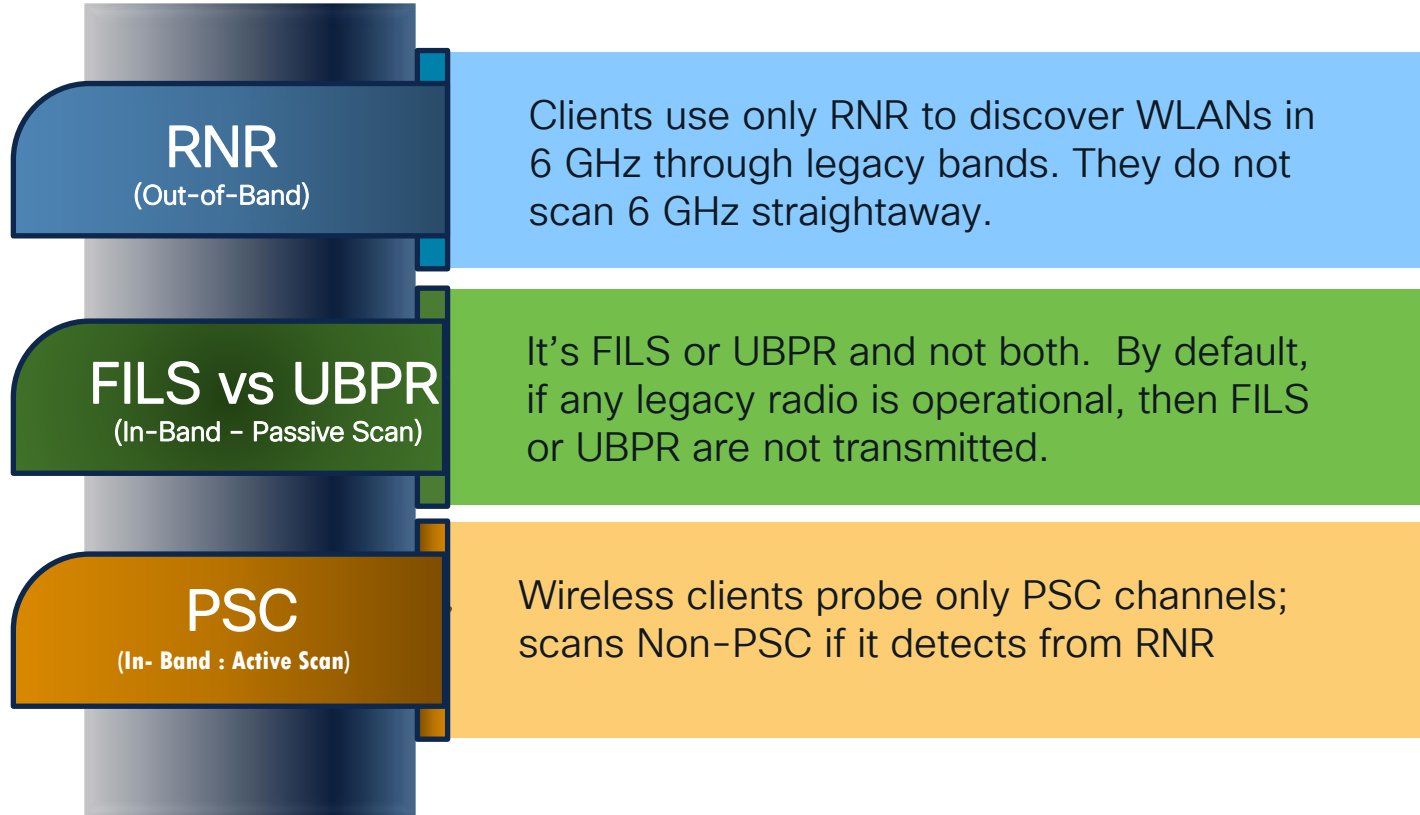 RNR
(Out-of-Band)
Clients use only RNR to discover WLANs in
6 GHz through legacy bands. They do not
scan 6 GHz straightaway.
FILS vs UBPR
(In-Band - Passive Scan)
It’s FILS or UBPR and not both.  By default,
if any legacy radio is operational, then FILS
or UBPR are not transmitted.
PSC
(In- Band : Active Scan)
Wireless clients probe only PSC channels;
scans Non-PSC if it detects from RNR